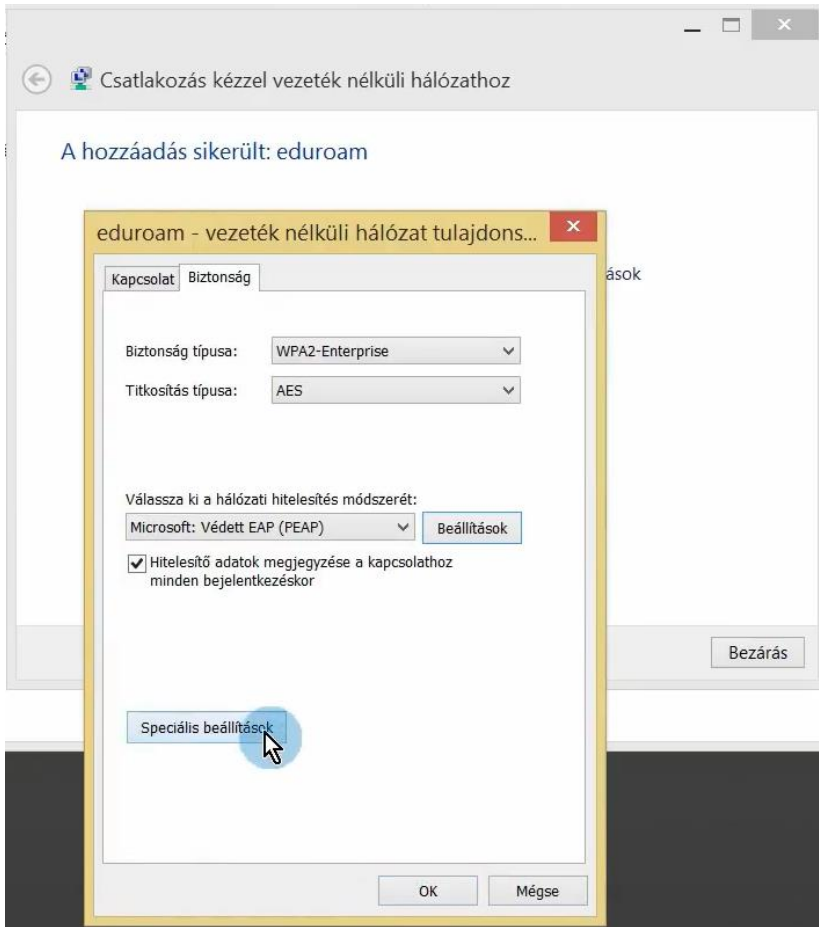 Csatlakozás kézzel vezeték nélküli hálózathoz
A hozzáadás sikerült: eduroam
eduroam - vezeték nélküli hálózat tulajdons...
Kapcsolat Biztonság
ások
Biztonság típusa: WPA2-Enterprise
Titkosítás típusa: AES
Válassza ki a hálózati hitelesítés módszerét:
Microsoft: Védett EAP (PEAP) Beállítások
Hitelesítő adatok megjegyzése a kapcsolathoz
minden bejelentkezéskor
Bezárás
Speciális beállítások
OK Mégse